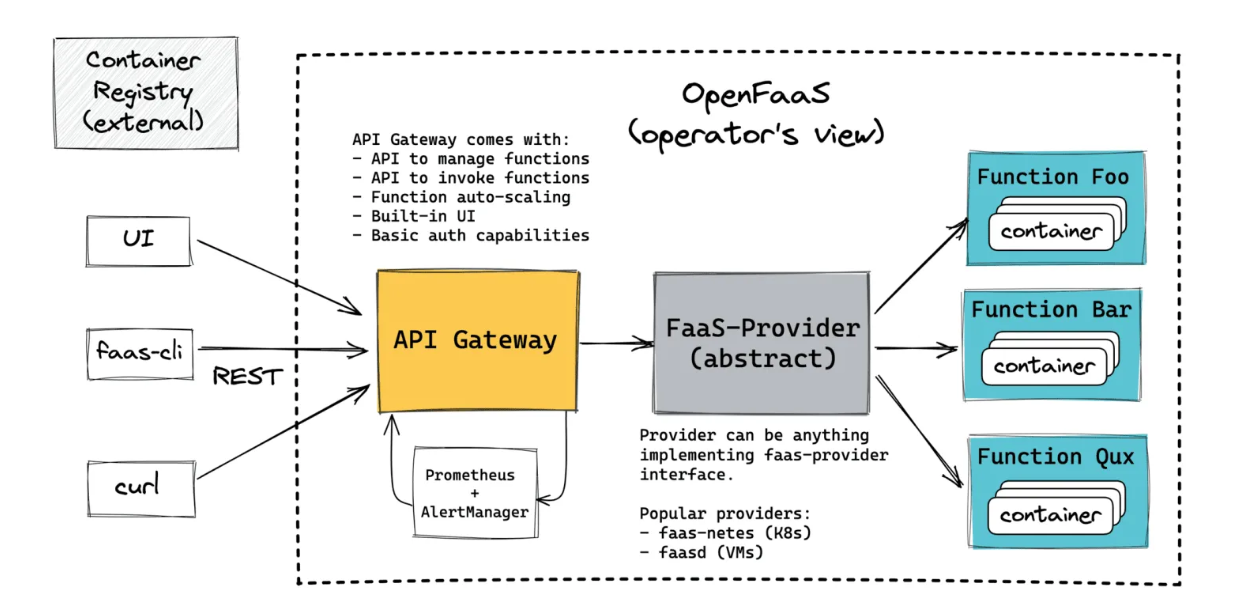 Container
Registry
(external)
OpenFaaS
(operator's view)
API Gateway comes with:
- API to manage functions
- API to invoke functions
- Function auto-scaling
- Built-in UI
- Basic auth capabilities
UI
faas-cli
REST
curl
API Gateway
Prometheus
+
AlertManager
FaaS-Provider
(abstract)
Provider can be anything
implementing faas-provider
interface.
Popular providers:
- faas-netes (K8s)
- faasd (VMs)
Function Foo
container
Function Bar
container
Function Qux
container